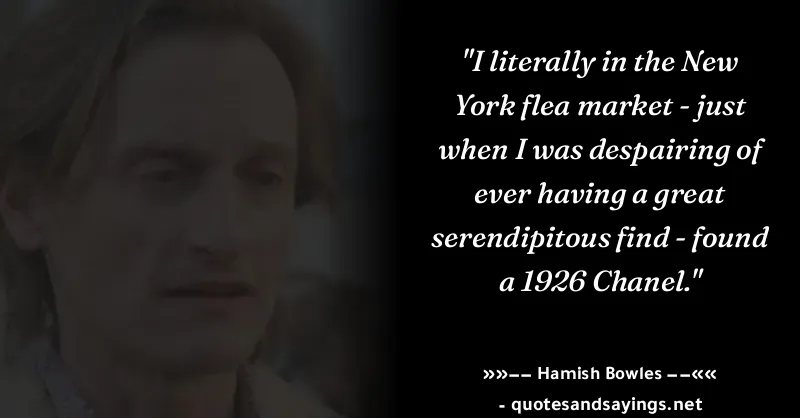 "I literally in the New
York flea market - just
when I was despairing of
ever having a great
serendipitous find - found
a 1926 Chanel."
»»−− Hamish Bowles −−««
- quotesandsayings.net